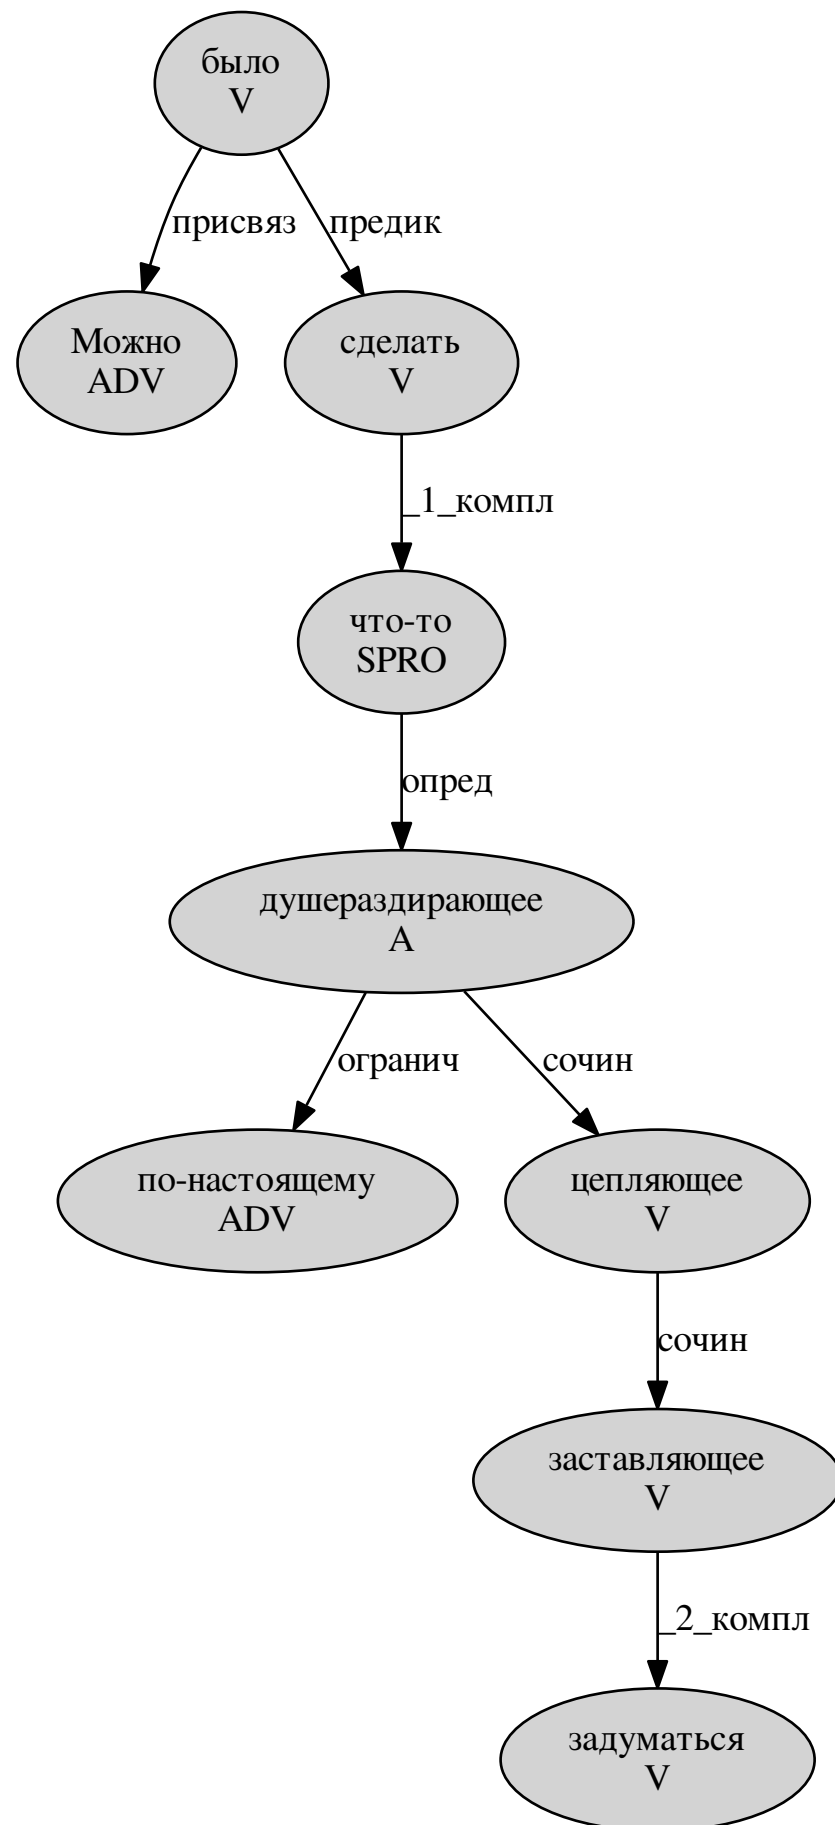 было
V
присвяз
предик
Можно
ADV
сделать
V
_1_компл
что-то
SPRO
опред
душераздирающее
A
огранич
сочин
по-настоящему
ADV
цепляющее
V
сочин
заставляющее
V
_2_компл
задуматься
V